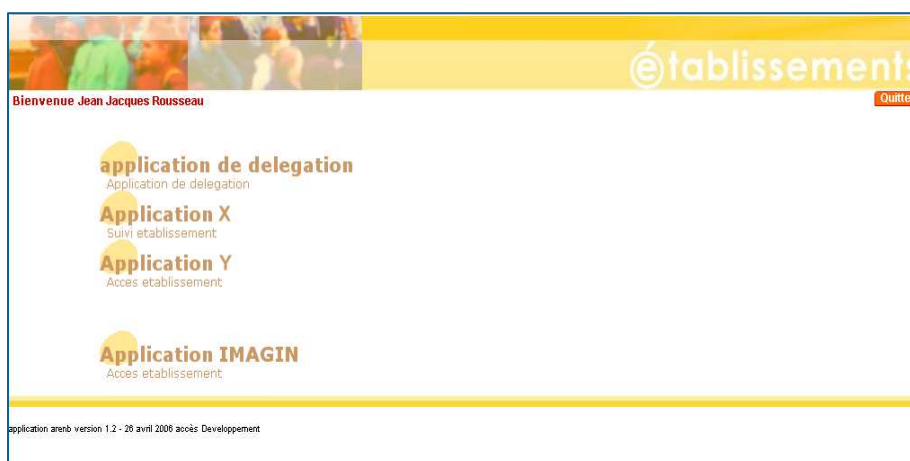 établissements
Bienvenue Jean Jacques Rousseau
Quitte
application de delegation
Application de delegation
Application X
Suivi etablissement
Application Y
Acces etablissement
Application IMAGIN
Acces etablissement
application arenb version 1.2 - 26 avril 2006 accès Developpement